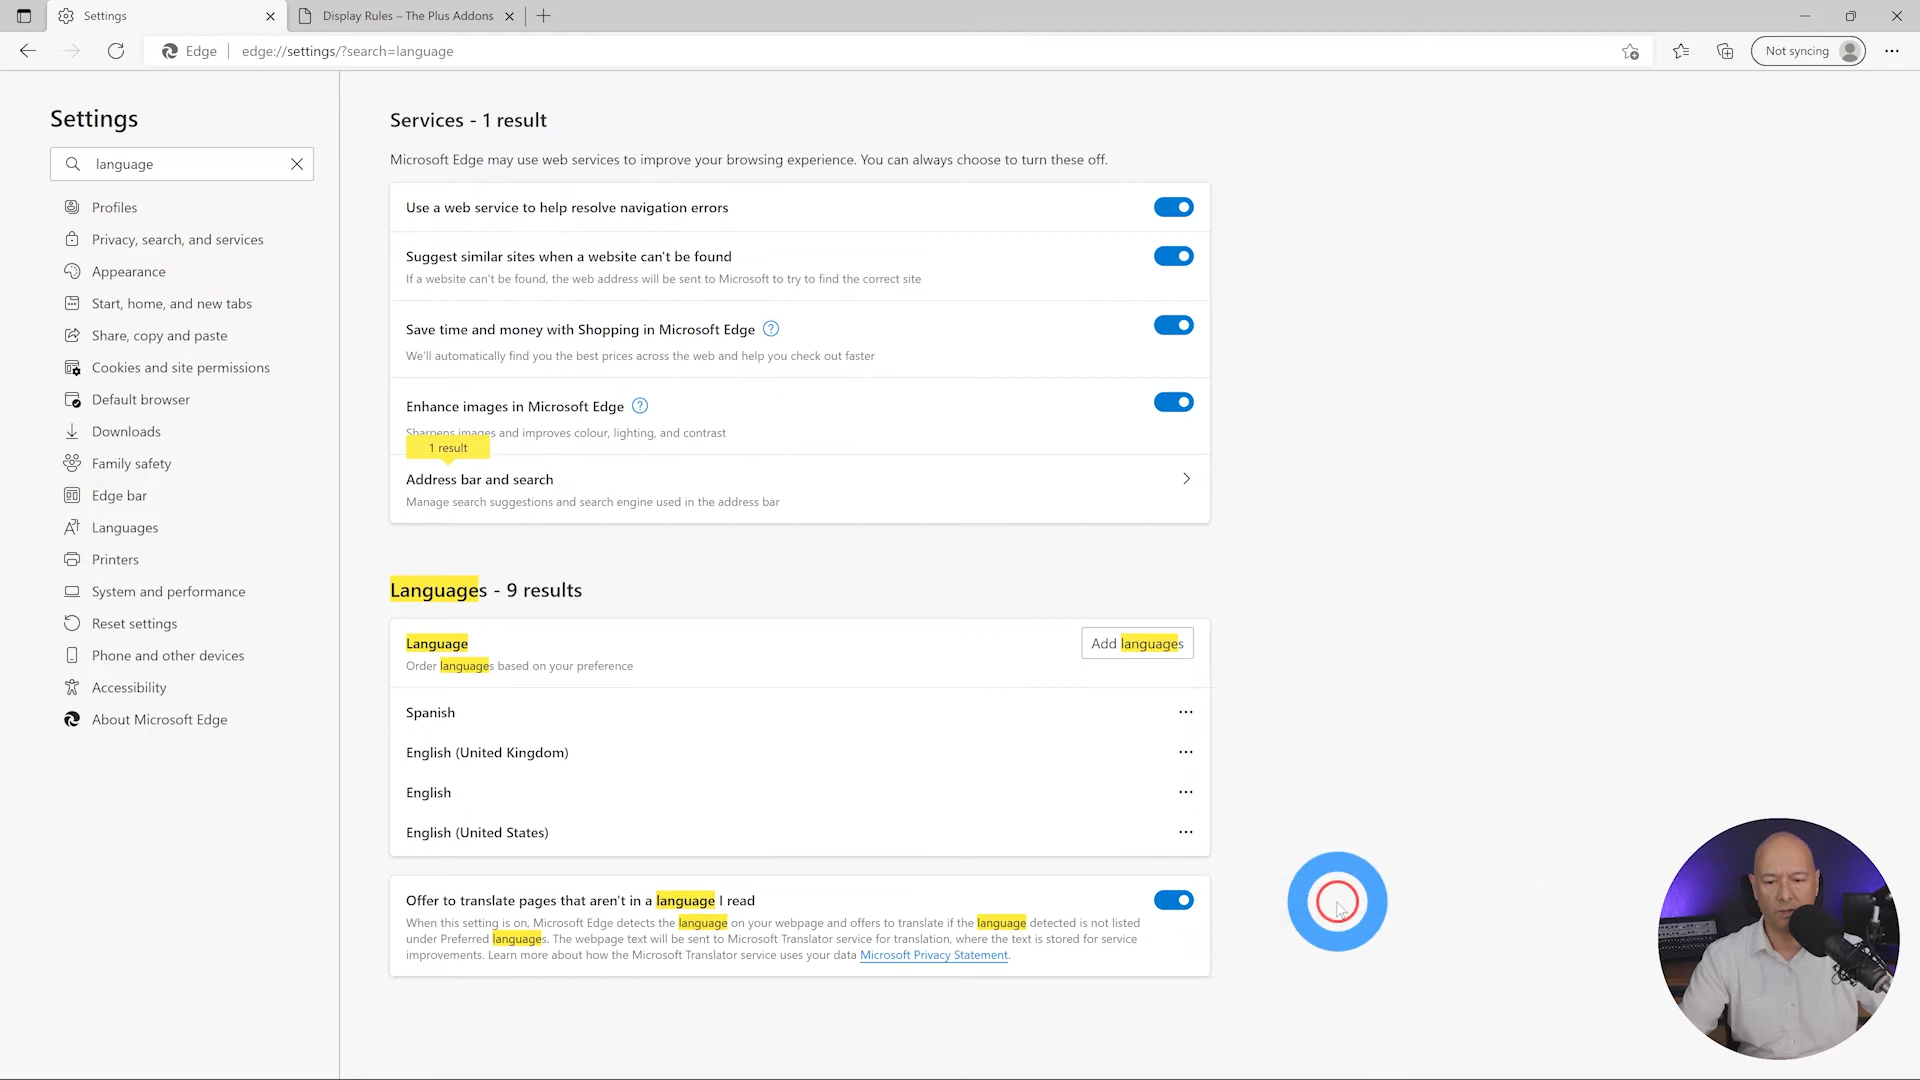 Settings
Display Rules – The Plus Addons
Edge
edge://settings/?search=language
Not syncing
Settings
language
Profiles
Privacy, search, and services
Appearance
Start, home, and new tabs
Share, copy and paste
Cookies and site permissions
Default browser
Downloads
Family safety
Edge bar
Languages
Printers
System and performance
Reset settings
Phone and other devices
Accessibility
About Microsoft Edge
Services - 1 result
Microsoft Edge may use web services to improve your browsing experience. You can always choose to turn these off.
Use a web service to help resolve navigation errors
Suggest similar sites when a website can't be found
If a website can't be found, the web address will be sent to Microsoft to try to find the correct site
Save time and money with Shopping in Microsoft Edge
We'll automatically find you the best prices across the web and help you check out faster
Enhance images in Microsoft Edge
Sharpens images and improves colour, lighting, and contrast
1 result
Address bar and search
Manage search suggestions and search engine used in the address bar
Languages - 9 results
Language
Add languages
Order languages based on your preference
Spanish
English (United Kingdom)
English
English (United States)
Offer to translate pages that aren't in a language I read
When this setting is on, Microsoft Edge detects the language on your webpage and offers to translate if the language detected is not listed
under Preferred languages. The webpage text will be sent to Microsoft Translator service for translation, where the text is stored for service
improvements. Learn more about how the Microsoft Translator service uses your data Microsoft Privacy Statement.